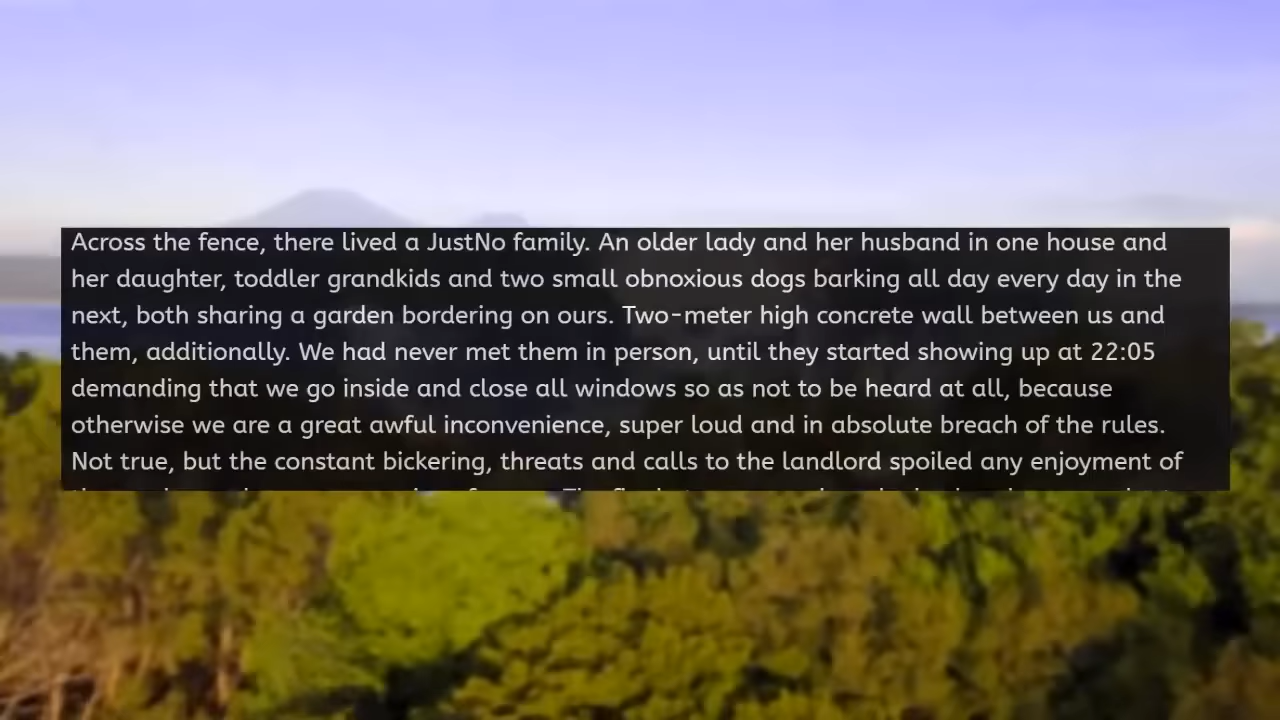 Across the fence, there lived a JustNo family. An older lady and her husband in one house and
her daughter, toddler grandkids and two small obnoxious dogs barking all day every day in the
next, both sharing a garden bordering on ours. Two-meter high concrete wall between us and
them, additionally. We had never met them in person, until they started showing up at 22:05
demanding that we go inside and close all windows so as not to be heard at all, because
otherwise we are a great awful inconvenience, super loud and in absolute breach of the rules.
Not true, but the constant bickering, threats and calls to the landlord spoiled any enjoyment of